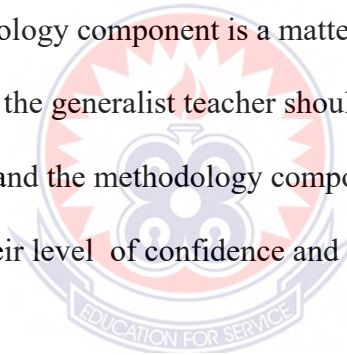 ology component is a matte
the generalist teacher shou
and the methodology compo
eir level of confidence and
EDUCATION FOR SERVICE